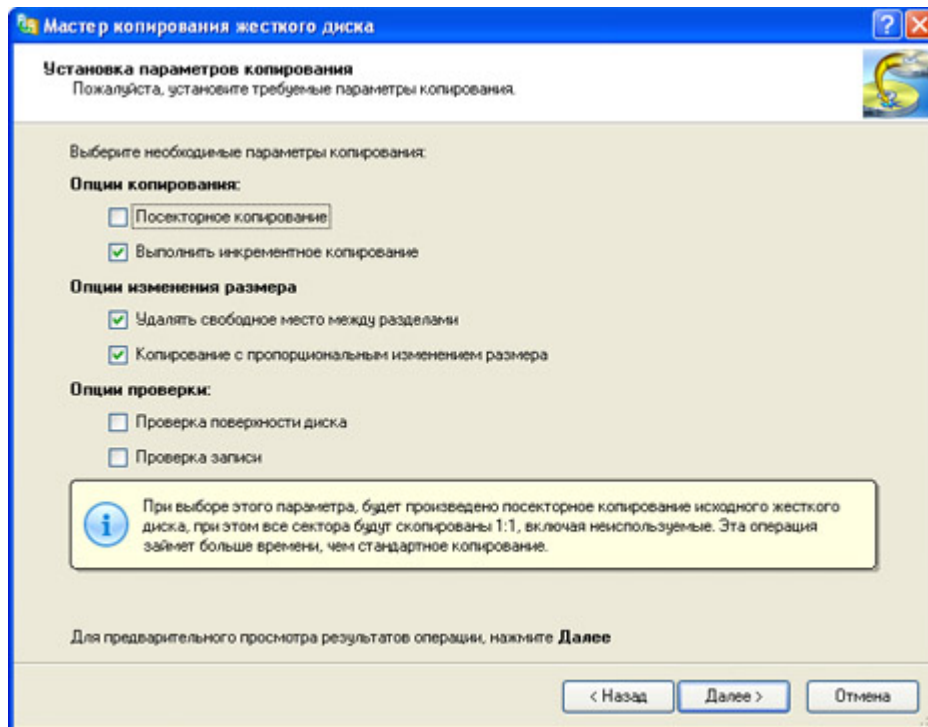 Мастер копирования жесткого диска
Установка параметров копирования
Пожалуйста, установите требуемые параметры копирования.
Выберите необходимые параметры копирования:
Опции копирования:
Посекторное копирование
Выполнить инкрементное копирование
Опции изменения размера
Удалять свободное место между разделами
Копирование с пропорциональным изменением размера
Опции проверки:
Проверка поверхности диска
Проверка записи
При выборе этого параметра, будет произведено посекторное копирование исходного жесткого
диска, при этом все сектора будут скопированы 1:1, включая неиспользуемые. Эта операция
займет больше времени, чем стандартное копирование.
Для предварительного просмотра результатов операции, нажмите Далее
< Назад
Далее >
Отмена